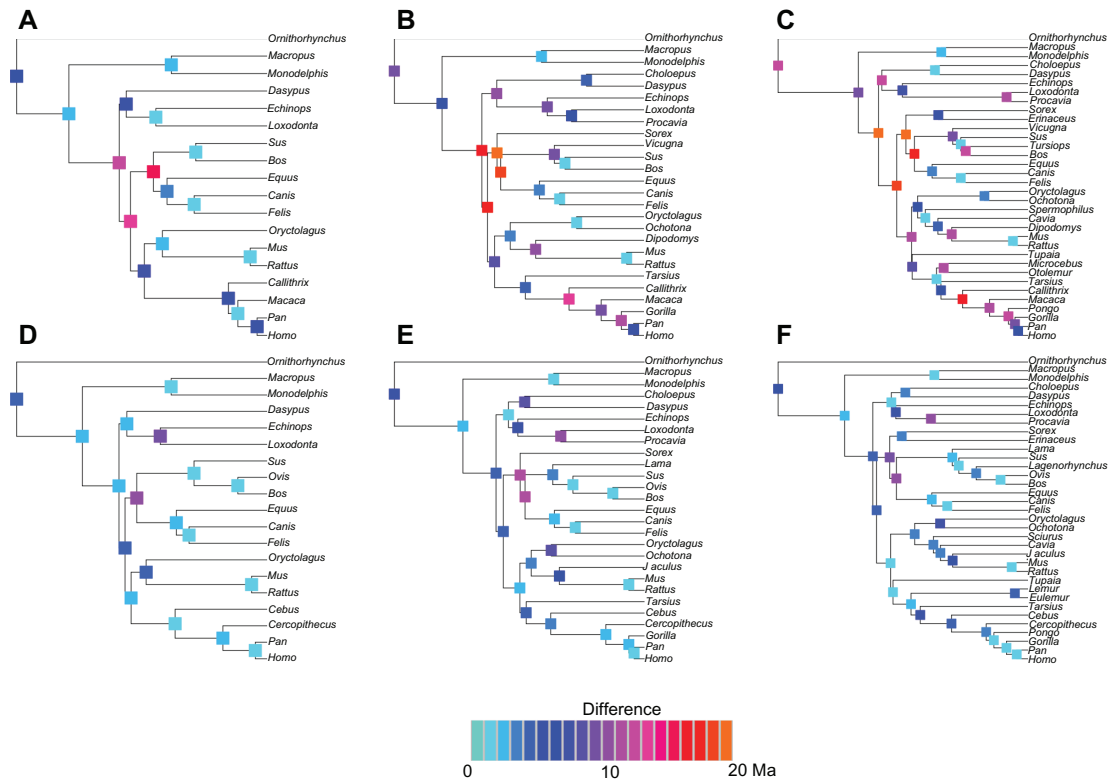 A
Ornithorhynchus
Macropus
Monodelphis
Dasypus
Echinops
Loxodonta
Sus
Bos
Equus
Canis
Felis
Oryctolagus
Mus
Rattus
Callithrix
Macaca
Pan
Homo
B
Ornithorhynchus
Macropus
Monodelphis
Choloepus
Dasypus
Echinops
Loxodonta
Procavia
Sorex
Vicugna
Sus
Bos
Equus
Canis
Felis
Oryctolagus
Ochotona
Dipodomys
Mus
Rattus
Tarsius
Callithrix
Macaca
Gorilla
Pan
Homo
C
Ornithorhynchus
Macropus
Monodelphis
Choloepus
Dasypus
Echinops
Loxodonta
Procavia
Sorex
Erinaceus
Vicugna
Sus
Tursiops
Bos
Equus
Canis
Felis
Oryctolagus
Ochotona
Spermophilus
Cavia
Dipodomys
Mus
Rattus
Tupaia
Microcebus
Otolemur
Tarsius
Callithrix
Macaca
Pongo
Gorilla
Pan
Homo
D
Ornithorhynchus
Macropus
Monodelphis
Dasypus
Echinops
Loxodonta
Sus
Ovis
Bos
Equus
Canis
Felis
Oryctolagus
Mus
Rattus
Cebus
Cercopithecus
Pan
Homo
E
Ornithorhynchus
Macropus
Monodelphis
Choloepus
Dasypus
Echinops
Loxodonta
Procavia
Sorex
Lama
Sus
Ovis
Bos
Equus
Canis
Felis
Oryctolagus
Ochotona
J aculus
Mus
Rattus
Tarsius
Cebus
Cercopithecus
Gorilla
Pan
Homo
F
Ornithorhynchus
Macropus
Monodelphis
Choloepus
Dasypus
Echinops
Loxodonta
Procavia
Sorex
Erinaceus
Lama
Sus
Lagenorhynchus
Ovis
Bos
Equus
Canis
Felis
Oryctolagus
Ochotona
Sciurus
Cavia
J aculus
Mus
Rattus
Tupaia
Lemur
Eulemur
Tarsius
Cebus
Cercopithecus
Pongo
Gorilla
Pan
Homo
Difference
0 10 20 Ma